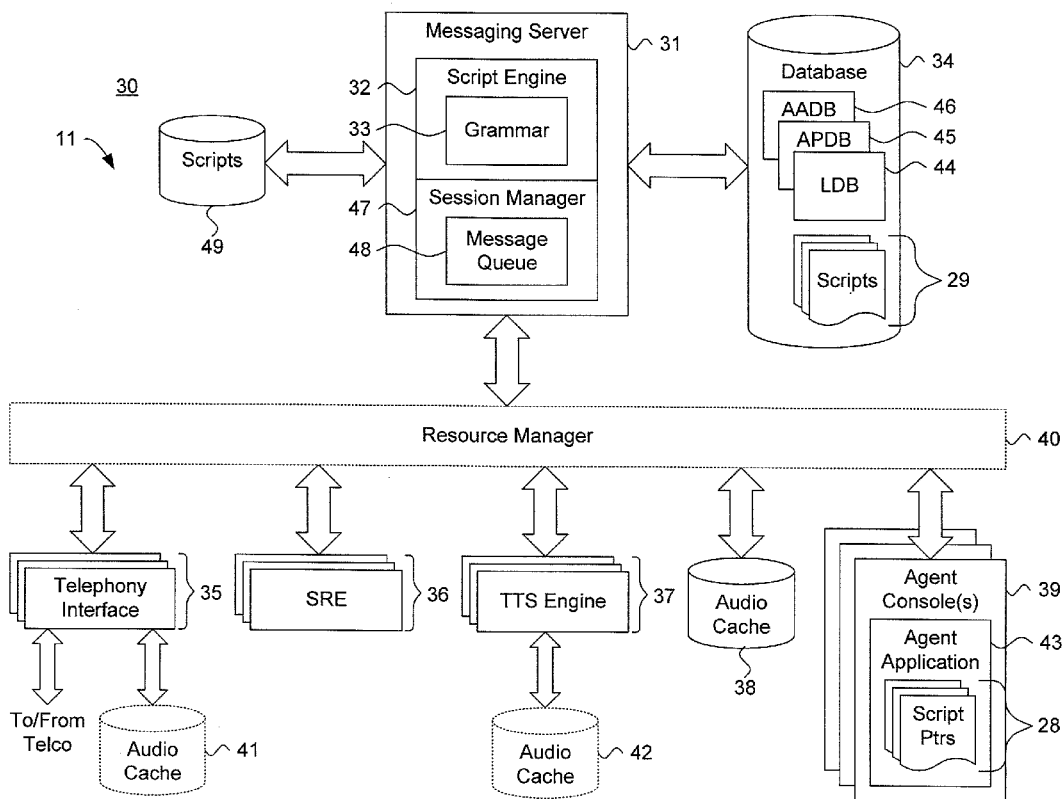 30
11
Scripts
49
Messaging Server
31
32
Script Engine
33
Grammar
47
Session Manager
48
Message
Queue
Database
34
AADB
46
APDB
45
LDB
44
Scripts
29
Resource Manager
40
Telephony
Interface
35
SRE
36
TTS Engine
37
Audio
Cache
38
Agent
Console(s)
39
Agent
Application
43
Script
Ptrs
28
To/From
Telco
Audio
Cache
41
Audio
Cache
42